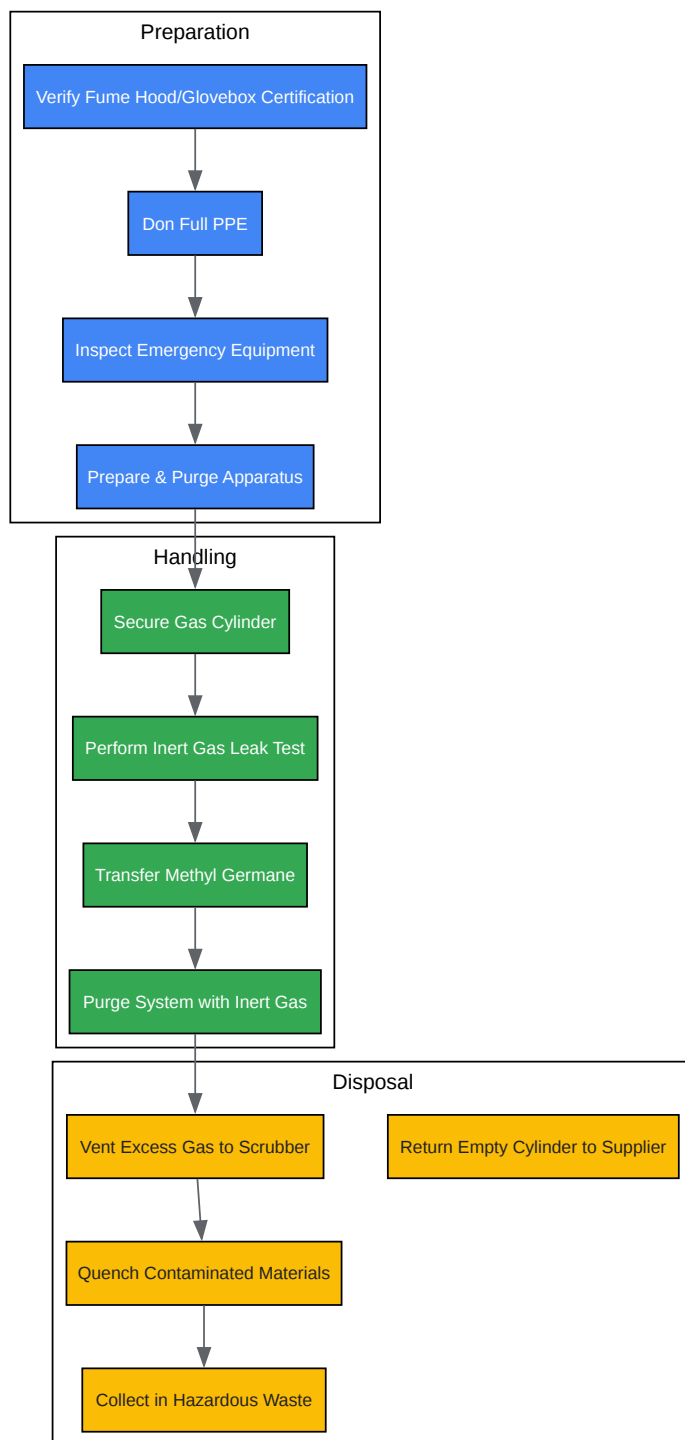 Preparation
Verify Fume Hood/Glovebox Certification
Don Full PPE
Inspect Emergency Equipment
Prepare & Purge Apparatus
Handling
Secure Gas Cylinder
Perform Inert Gas Leak Test
Transfer Methyl Germane
Purge System with Inert Gas
Disposal
Vent Excess Gas to Scrubber
Return Empty Cylinder to Supplier
Quench Contaminated Materials
Collect in Hazardous Waste